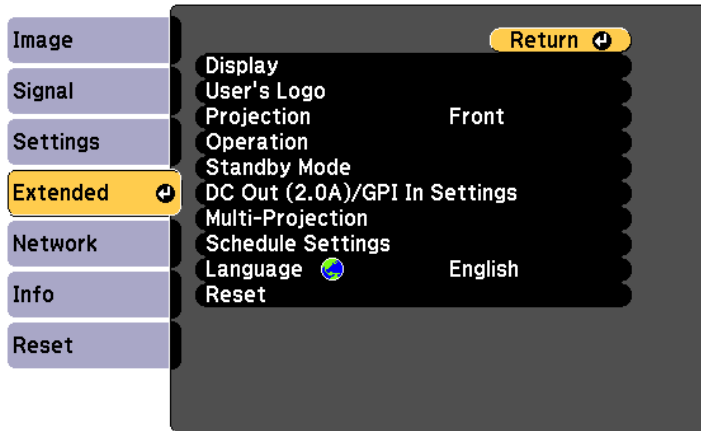 Image
Signal
Settings
Extended
Network
Info
Reset
Return
Display
User's Logo
Projection Front
Operation
Standby Mode
DC Out (2.0A)/GPI In Settings
Multi-Projection
Schedule Settings
Language English
Reset